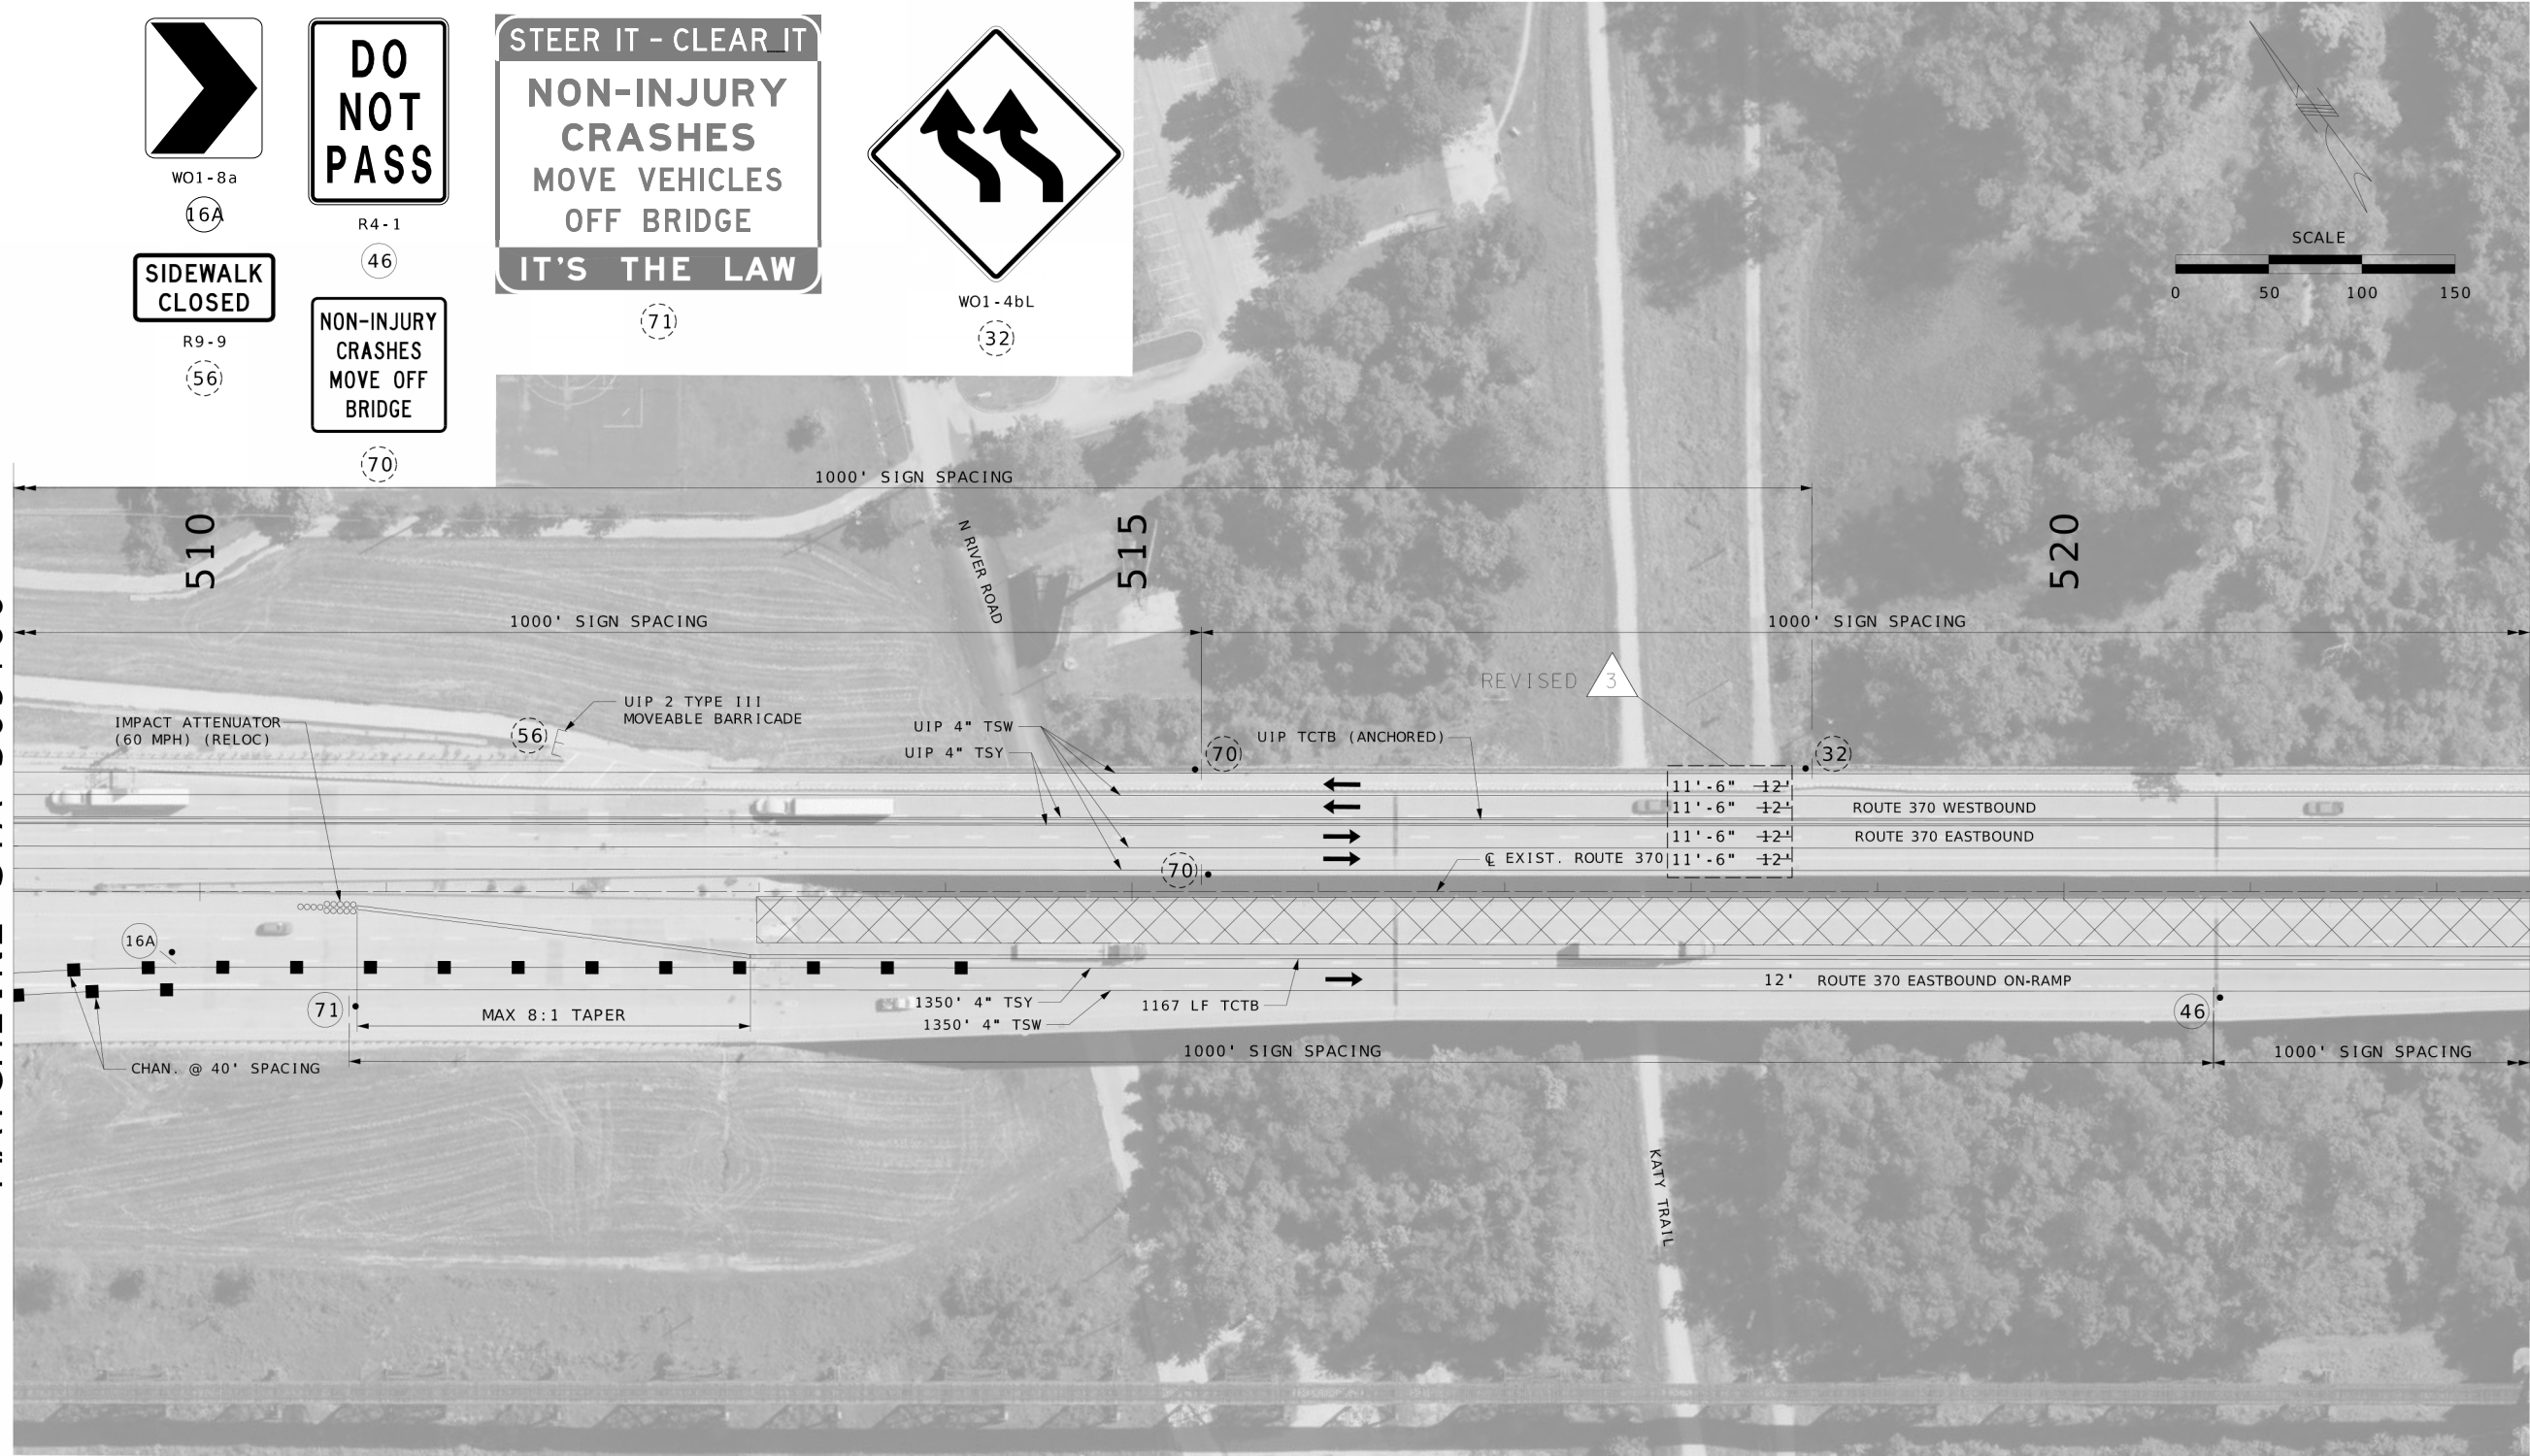 WO1-8a
16A
DO
NOT
PASS
R4-1
46
SIDEWALK
CLOSED
R9-9
56
NON-INJURY
CRASHES
MOVE OFF
BRIDGE
70
STEER IT - CLEAR IT
NON-INJURY
CRASHES
MOVE VEHICLES
OFF BRIDGE
IT'S THE LAW
71
WO1-4bL
32
SCALE
0 50 100 150
1000' SIGN SPACING
510
515
520
N RIVER ROAD
1000' SIGN SPACING
1000' SIGN SPACING
REVISED 3
IMPACT ATTENUATOR
(60 MPH) (RELOC)
56
UIP 2 TYPE III
MOVEABLE BARRICADE
UIP 4" TSW
UIP 4" TSY
70
UIP TCTB (ANCHORED)
32
11'-6" 12'
11'-6" 12'
11'-6" 12'
11'-6" 12'
ROUTE 370 WESTBOUND
ROUTE 370 EASTBOUND
70
℄ EXIST. ROUTE 370
16A
71
MAX 8:1 TAPER
1350' 4" TSY
1350' 4" TSW
1167 LF TCTB
12' ROUTE 370 EASTBOUND ON-RAMP
46
CHAN. @ 40' SPACING
1000' SIGN SPACING
1000' SIGN SPACING
KATY TRAIL